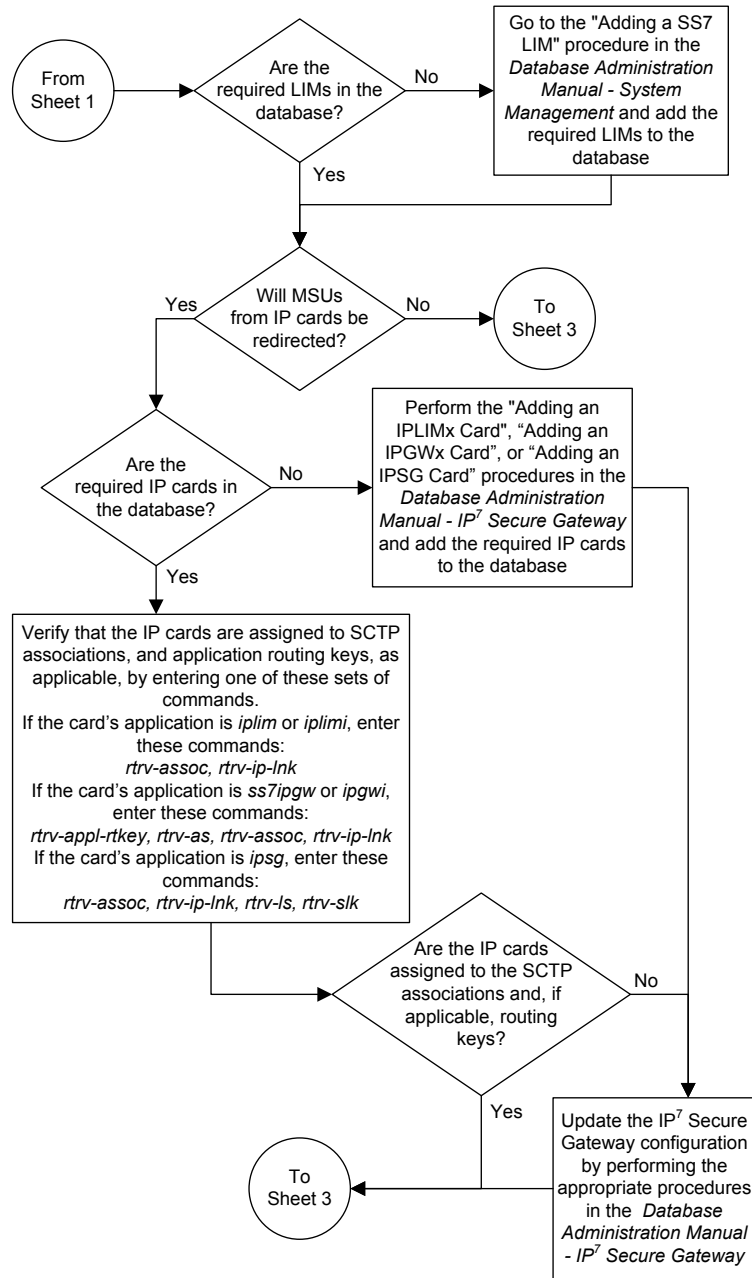 From
Sheet 1
Are the
required LIMs in the
database?
No
Yes
Go to the "Adding a SS7
LIM" procedure in the
Database Administration
Manual - System
Management and add the
required LIMs to the
database
Will MSUs
from IP cards be
redirected?
Yes
No
To
Sheet 3
Are the
required IP cards in
the database?
No
Yes
Perform the "Adding an
IPLIMx Card", “Adding an
IPGWx Card”, or “Adding an
IPSG Card” procedures in the
Database Administration
Manual - IP⁷ Secure Gateway
and add the required IP cards
to the database
Verify that the IP cards are assigned to SCTP
associations, and application routing keys, as
applicable, by entering one of these sets of
commands.
If the card’s application is iplim or iplimi, enter
these commands:
rtrv-assoc, rtrv-ip-lnk
If the card’s application is ss7ipgw or ipgwi,
enter these commands:
rtrv-appl-rtkey, rtrv-as, rtrv-assoc, rtrv-ip-lnk
If the card’s application is ipsg, enter these
commands:
rtrv-assoc, rtrv-ip-lnk, rtrv-ls, rtrv-slk
Are the IP cards
assigned to the SCTP
associations and, if
applicable, routing
keys?
No
Yes
Update the IP⁷ Secure
Gateway configuration
by performing the
appropriate procedures
in the Database
Administration Manual
- IP⁷ Secure Gateway
To
Sheet 3